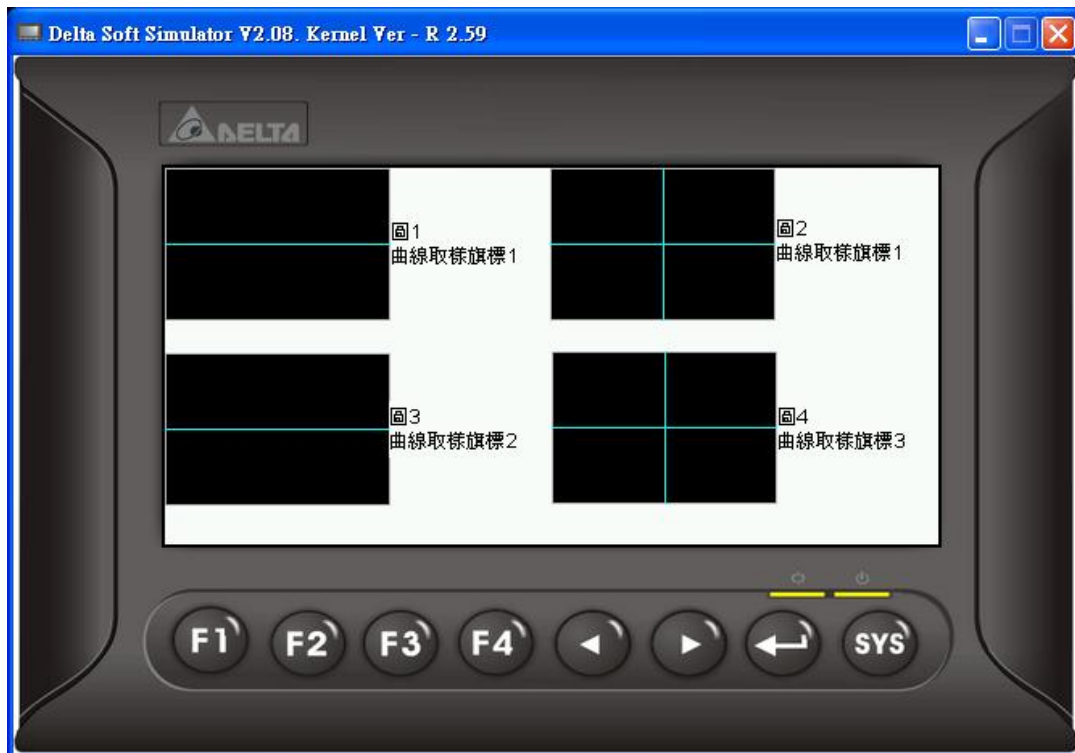 Delta Soft Simulator V2.08. Kernel Ver - R 2.59
DELTA
圖1
曲線取樣旗標1
圖2
曲線取樣旗標1
圖3
曲線取樣旗標2
圖4
曲線取樣旗標3
F1 F2 F3 F4 SYS